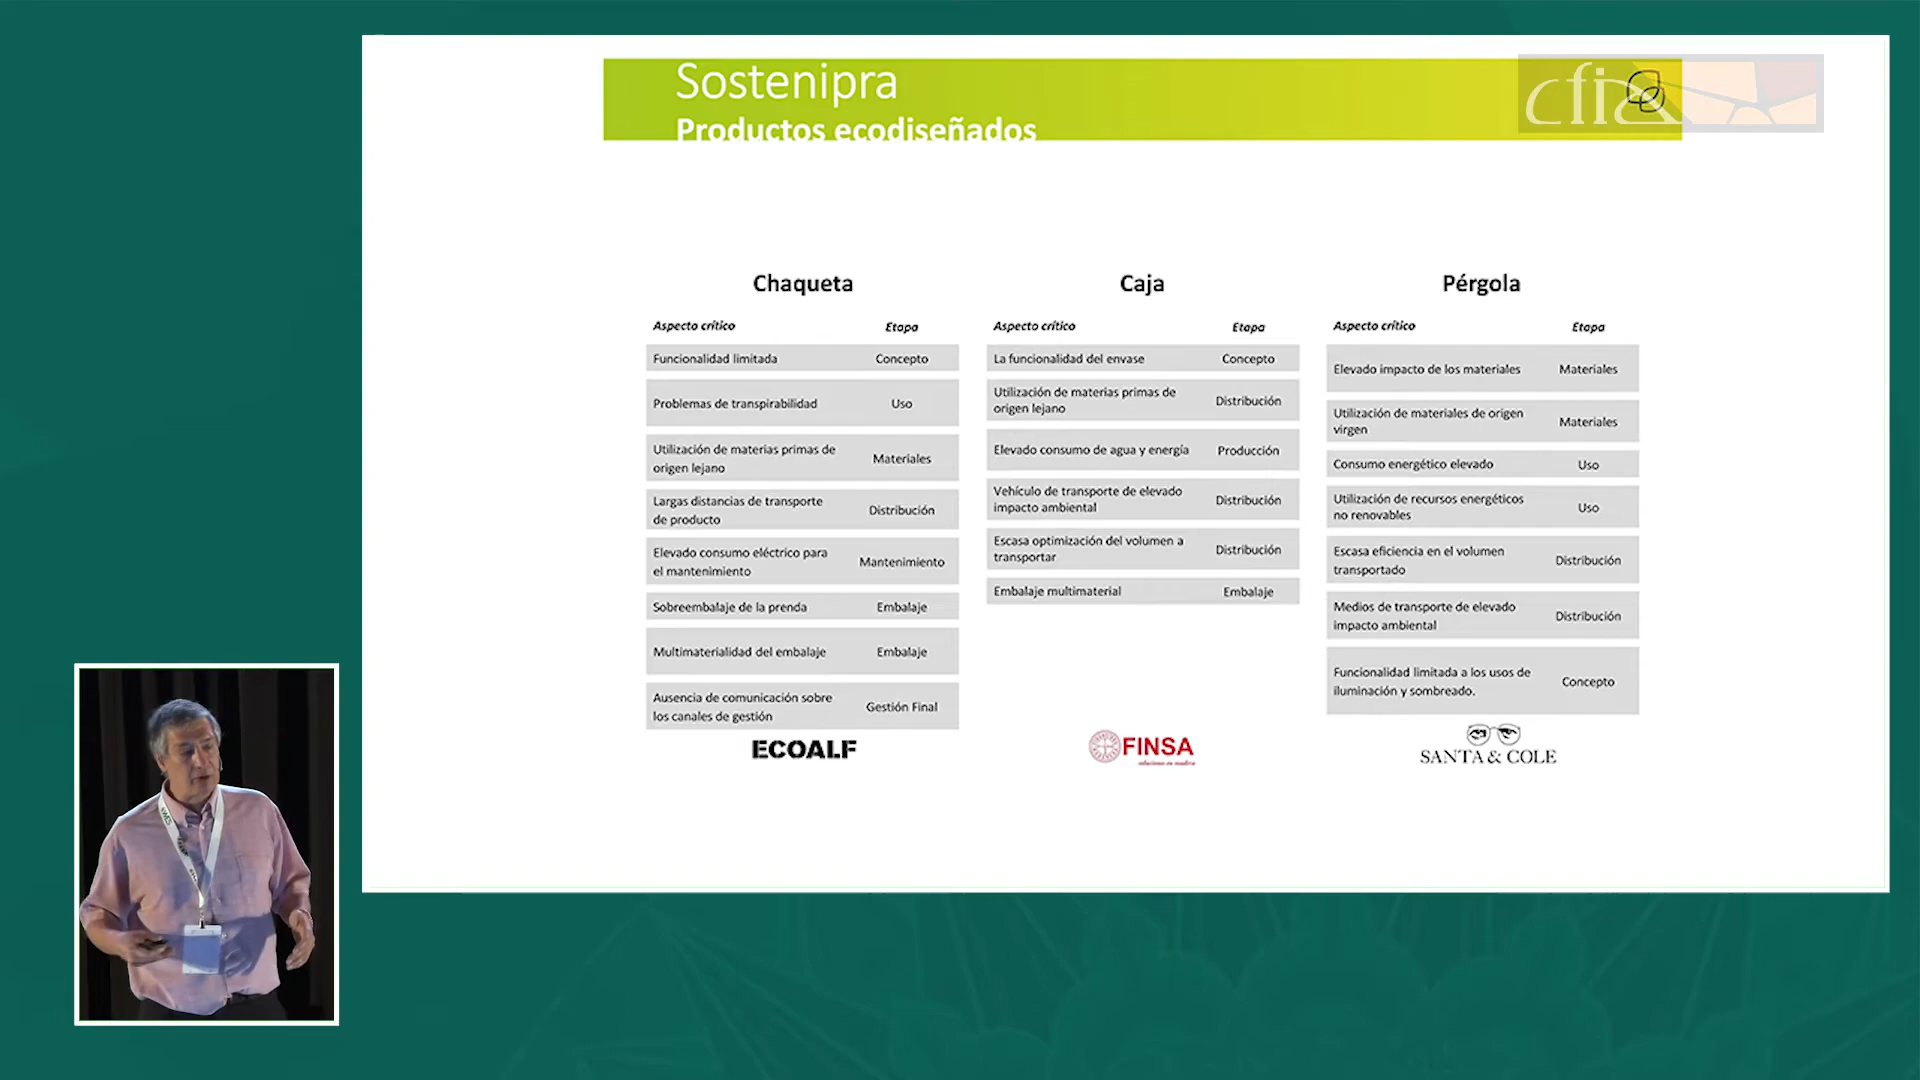 Sostenipra
Productos ecodiseñados
cfia
Chaqueta
Aspecto crítico Etapa
Funcionalidad limitada Concepto
Problemas de transpirabilidad Uso
Utilización de materias primas de
origen lejano Materiales
Largas distancias de transporte
de producto Distribución
Elevado consumo eléctrico para
el mantenimiento Mantenimiento
Sobreembalaje de la prenda Embalaje
Multimaterialidad del embalaje Embalaje
Ausencia de comunicación sobre
los canales de gestión Gestión Final
ECOALF
Caja
Aspecto crítico Etapa
La funcionalidad del envase Concepto
Utilización de materias primas de
origen lejano Distribución
Elevado consumo de agua y energía Producción
Vehículo de transporte de elevado
impacto ambiental Distribución
Escasa optimización del volumen a
transportar Distribución
Embalaje multimaterial Embalaje
FINSA
soluciones en madera
Pérgola
Aspecto crítico Etapa
Elevado impacto de los materiales Materiales
Utilización de materiales de origen
virgen Materiales
Consumo energético elevado Uso
Utilización de recursos energéticos
no renovables Uso
Escasa eficiencia en el volumen
transportado Distribución
Medios de transporte de elevado
impacto ambiental Distribución
Funcionalidad limitada a los usos de
iluminación y sombreado. Concepto
SANTA & COLE